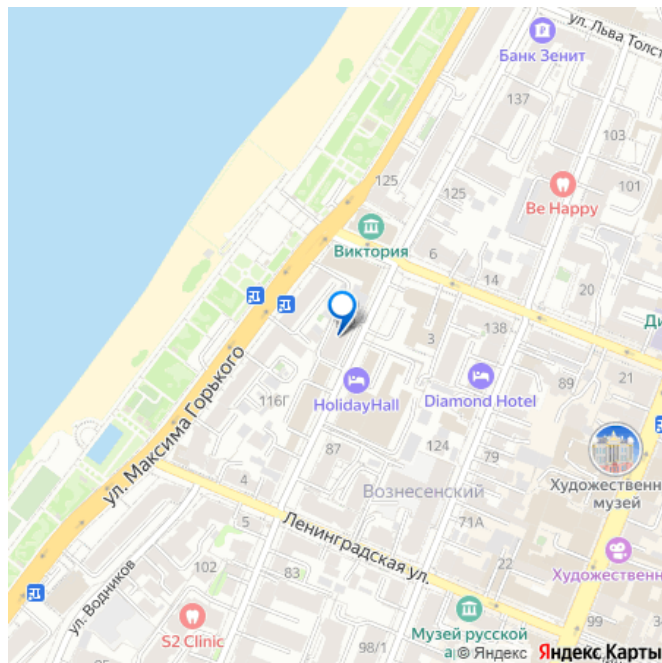 ул. Льва Толст
Банк Зенит
137
103
125
125
101
Be Happy
Виктория
6
14
20
Ди
3
138
HolidayHall
Diamond Hotel
89
21
116Г
ул. Максима Горького
87
124
79
Художественн
музей
Вознесенский
4
5
71А
Ленинградская ул.
22
Художественн
ул. Водников
102
83
S2 Clinic
Музей русской
а
98/1
99
© Яндекс
Яндекс Карты